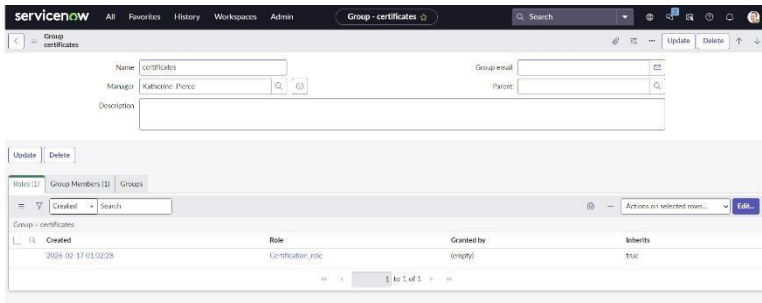 servicenow All Favorites History Workspaces Admin Group - certificates ☆ Search
Group
certificates
Update Delete
Name certificates Group email
Manager Katherine Pierce Parent
Description
Update Delete
Roles (1) Group Members (1) Groups
Created Search Actions on selected rows... Edit...
Group = certificates
Created Role Granted by Inherits
2026-02-17 01:02:28 Certification_role (empty) true
1 to 1 of 1